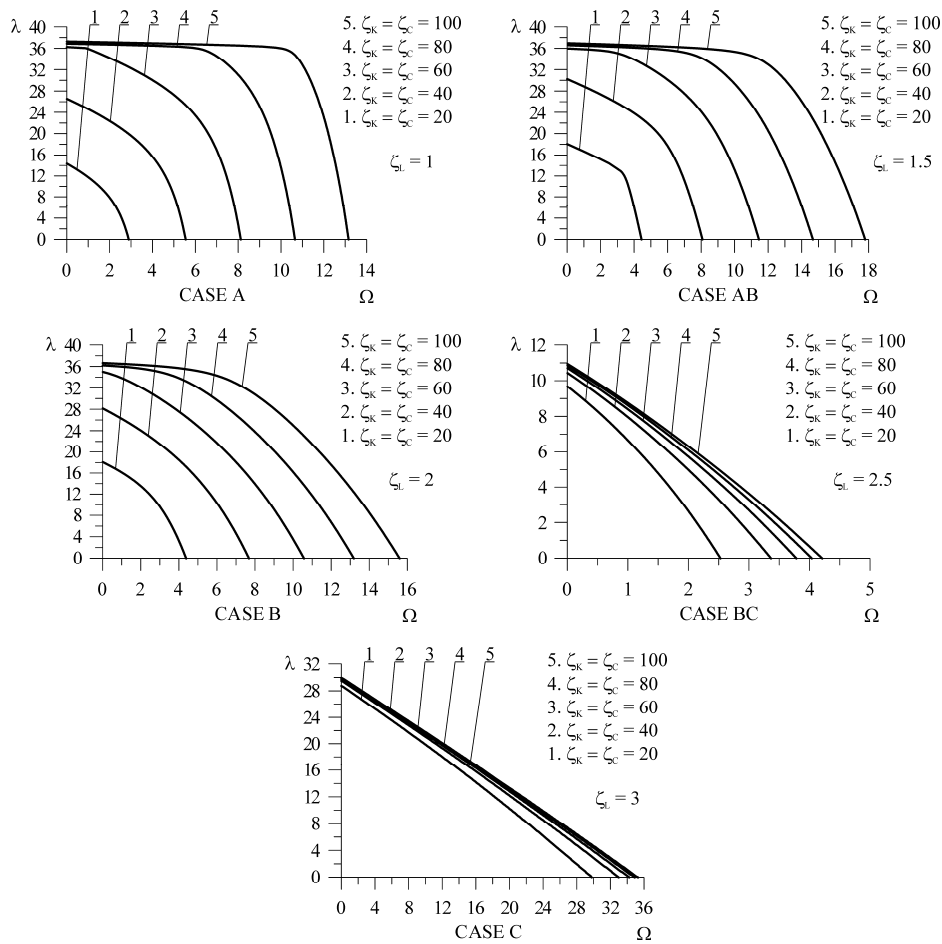 λ 40 36 32 28 24 20 16 12 8 4 0
1 2 3 4 5
5. ζK = ζC = 100
4. ζK = ζC = 80
3. ζK = ζC = 60
2. ζK = ζC = 40
1. ζK = ζC = 20
ζL = 1
0 2 4 6 8 10 12 14
CASE A Ω
λ 40 36 32 28 24 20 16 12 8 4 0
1 2 3 4 5
5. ζK = ζC = 100
4. ζK = ζC = 80
3. ζK = ζC = 60
2. ζK = ζC = 40
1. ζK = ζC = 20
ζL = 1.5
0 2 4 6 8 10 12 14 16 18
CASE AB Ω
λ 40 36 32 28 24 20 16 12 8 4 0
1 2 3 4 5
5. ζK = ζC = 100
4. ζK = ζC = 80
3. ζK = ζC = 60
2. ζK = ζC = 40
1. ζK = ζC = 20
ζL = 2
0 2 4 6 8 10 12 14 16
CASE B Ω
λ 12 10 8 6 4 2 0
1 2 3 4 5
5. ζK = ζC = 100
4. ζK = ζC = 80
3. ζK = ζC = 60
2. ζK = ζC = 40
1. ζK = ζC = 20
ζL = 2.5
0 1 2 3 4 5
CASE BC Ω
λ 32 28 24 20 16 12 8 4 0
1 2 3 4 5
5. ζK = ζC = 100
4. ζK = ζC = 80
3. ζK = ζC = 60
2. ζK = ζC = 40
1. ζK = ζC = 20
ζL = 3
0 4 8 12 16 20 24 28 32 36
CASE C Ω